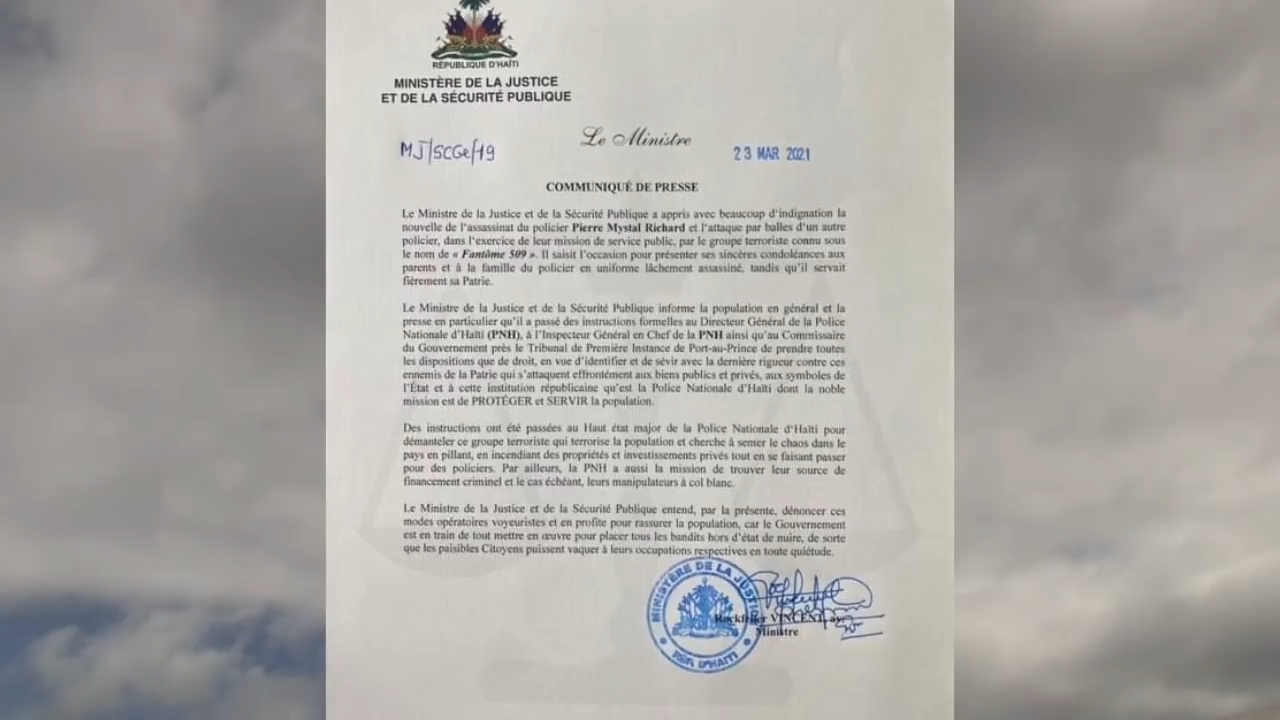 RÉPUBLIQUE D'HAÏTI
MINISTÈRE DE LA JUSTICE
ET DE LA SÉCURITÉ PUBLIQUE
Le Ministre
MJ/SCGe/19
23 MAR 2021
COMMUNIQUÉ DE PRESSE
Le Ministre de la Justice et de la Sécurité Publique a appris avec beaucoup d'indignation la
nouvelle de l'assassinat du policier Pierre Mystal Richard et l'attaque par balles d'un autre
policier, dans l'exercice de leur mission de service public, par le groupe terroriste connu sous
le nom de « Fantôme 509 ». Il saisit l'occasion pour présenter ses sincères condoléances aux
parents et à la famille du policier en uniforme lâchement assassiné, tandis qu'il servait
fièrement sa Patrie.
Le Ministre de la Justice et de la Sécurité Publique informe la population en général et la
presse en particulier qu'il a passé des instructions formelles au Directeur Général de la Police
Nationale d'Haïti (PNH), à l'Inspecteur Général en Chef de la PNH ainsi qu'au Commissaire
du Gouvernement près le Tribunal de Première Instance de Port-au-Prince de prendre toutes
les dispositions que de droit, en vue d'identifier et de sévir avec la dernière rigueur contre ces
ennemis de la Patrie qui s'attaquent effrontément aux biens publics et privés, aux symboles de
l'État et à cette institution républicaine qu'est la Police Nationale d'Haïti dont la noble
mission est de PROTÉGER et SERVIR la population.
Des instructions ont été passées au Haut état major de la Police Nationale d'Haïti pour
démanteler ce groupe terroriste qui terrorise la population et cherche à semer le chaos dans le
pays en pillant, en incendiant des propriétés et investissements privés tout en se faisant passer
pour des policiers. Par ailleurs, la PNH a aussi la mission de trouver leur source de
financement criminel et le cas échéant, leurs manipulateurs à col blanc.
Le Ministre de la Justice et de la Sécurité Publique entend, par la présente, dénoncer ces
modes opératoires voyeuristes et en profite pour rassurer la population, car le Gouvernement
est en train de tout mettre en œuvre pour placer tous les bandits hors d'état de nuire, de sorte
que les paisibles Citoyens puissent vaquer à leurs occupations respectives en toute quiétude.
MINISTÈRE DE LA JUSTICE
REP. D'HAITI
Rockfeller VINCENT, av
Ministre